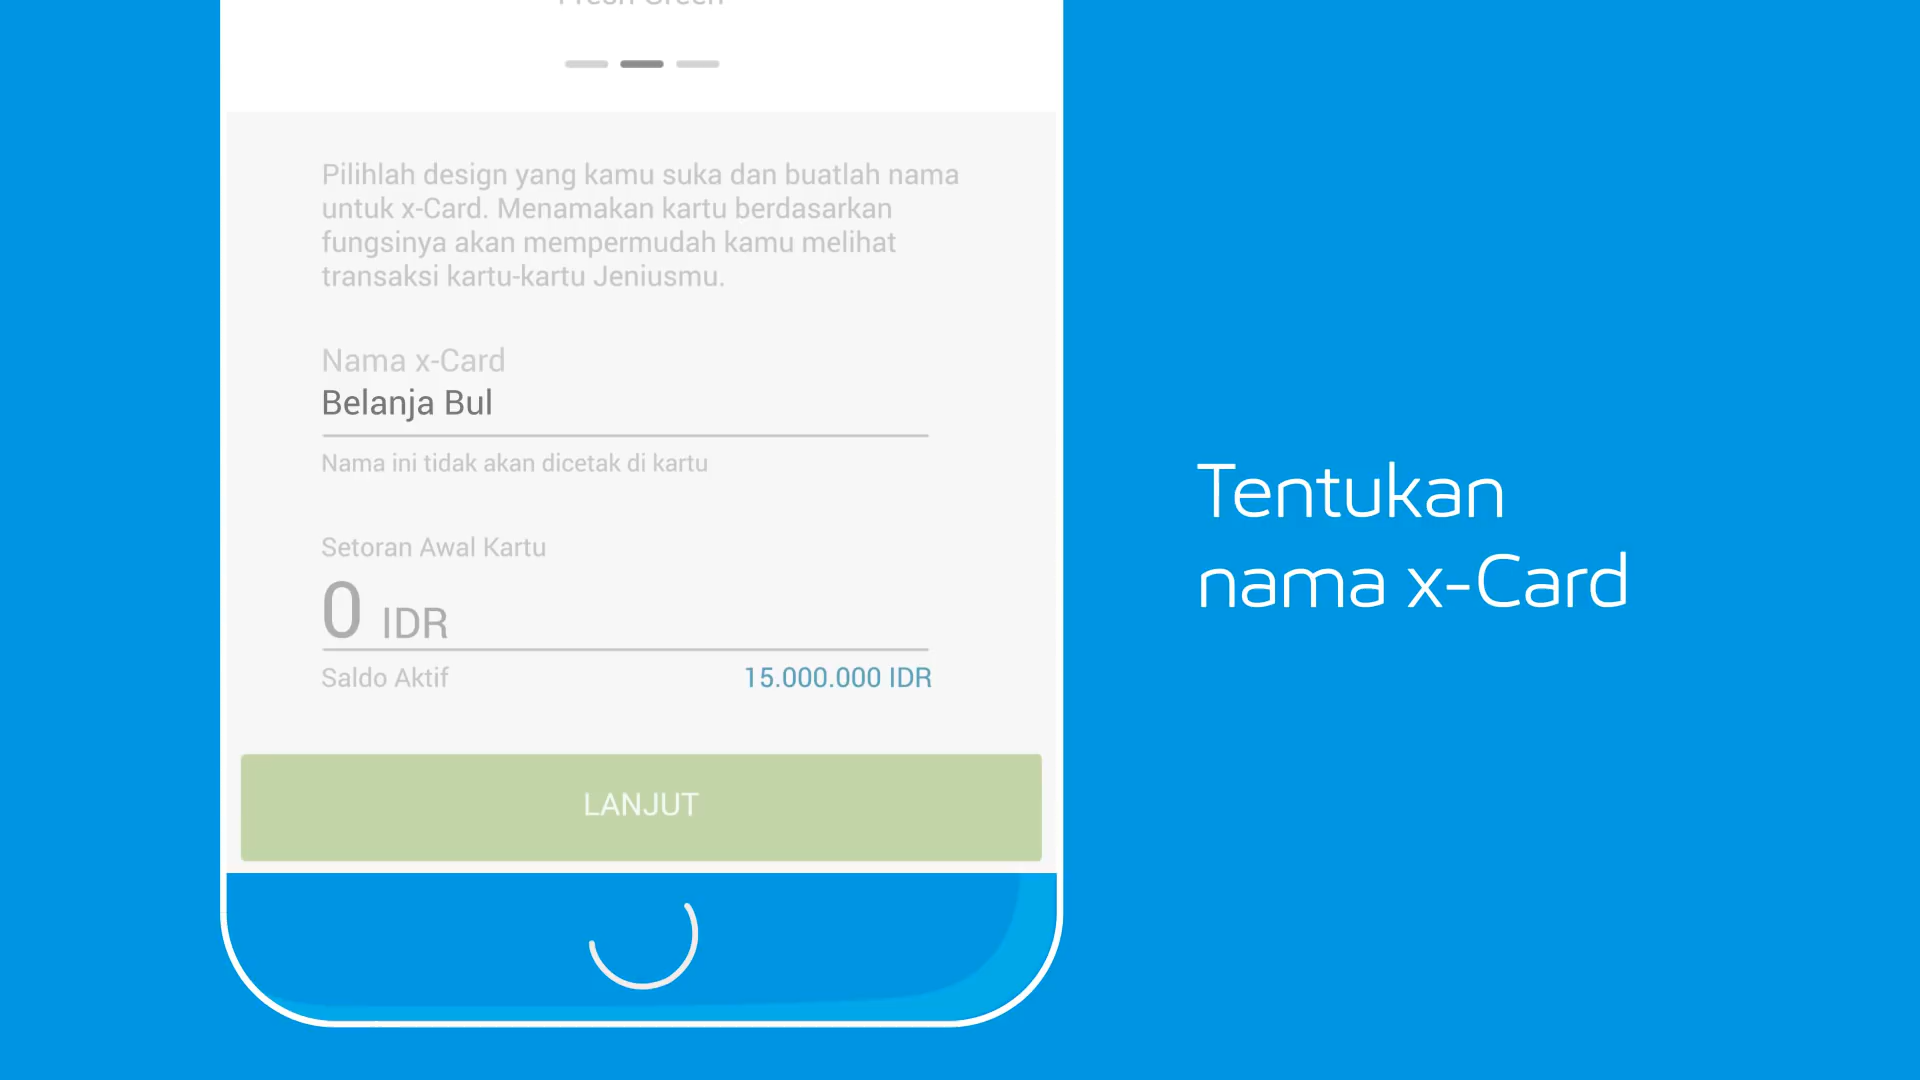 Fresh Green
Pilihlah design yang kamu suka dan buatlah nama
untuk x-Card. Menamakan kartu berdasarkan
fungsinya akan mempermudah kamu melihat
transaksi kartu-kartu Jeniusmu.
Nama x-Card
Belanja Bul
Nama ini tidak akan dicetak di kartu
Setoran Awal Kartu
0 IDR
Saldo Aktif 15.000.000 IDR
LANJUT
Tentukan
nama x-Card